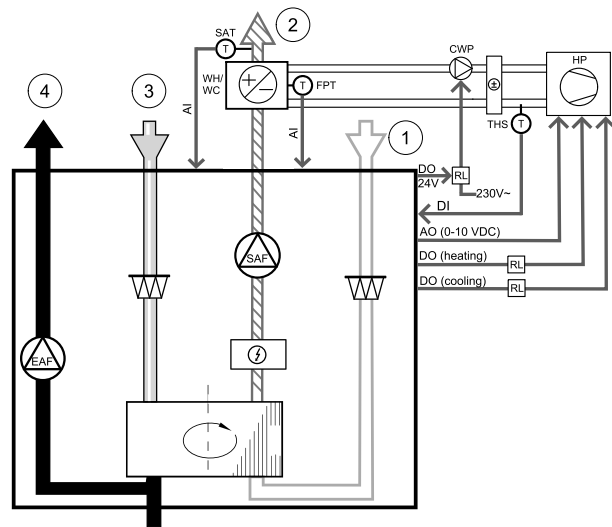 SAT
2
T
CWP
HP
4
3
WH/
WC
+
−
T
FPT
±
AI
AI
THS
T
1
DO
24V
RL
230V~
DI
AO (0-10 VDC)
SAF
DO (heating)
RL
DO (cooling)
RL
EAF